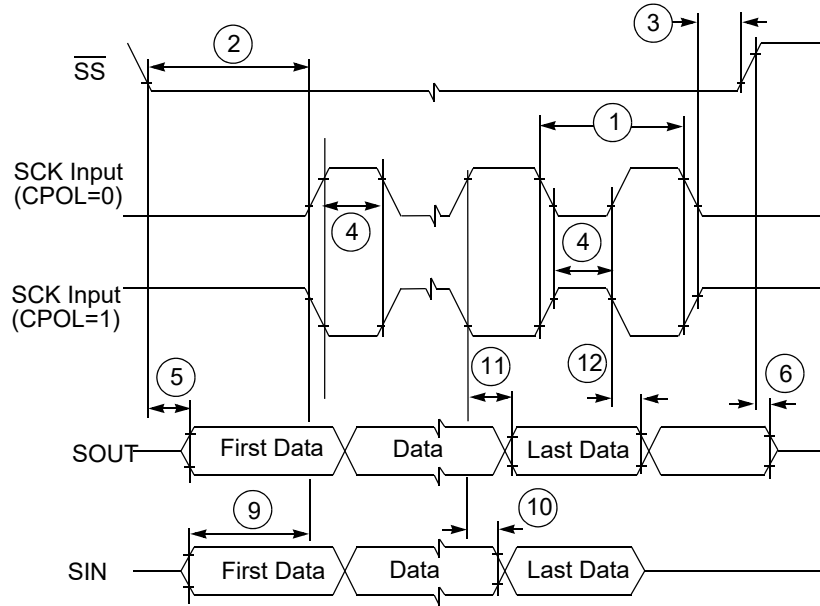 3
2
SS
1
SCK Input
(CPOL=0)
4
4
SCK Input
(CPOL=1)
11
12
5
6
SOUT
First Data
Data
Last Data
9
10
SIN
First Data
Data
Last Data